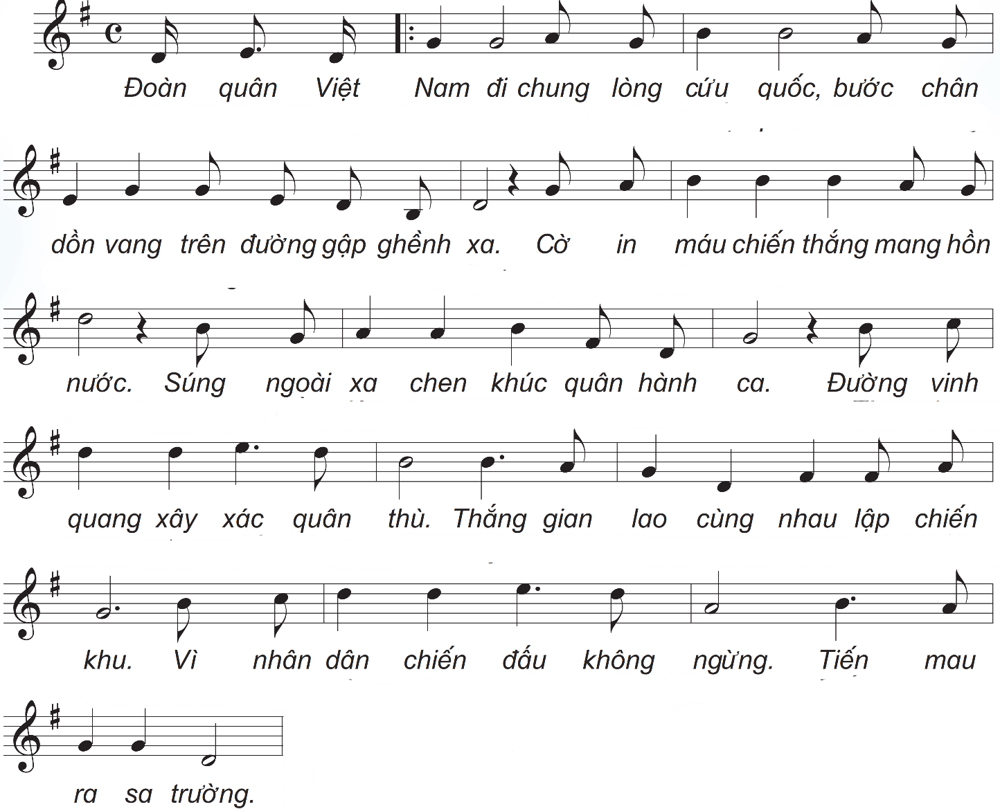 Đoàn quân Việt Nam đi chung lòng cứu quốc, bước chân
dồn vang trên đường gập ghềnh xa. Cờ in máu chiến thắng mang hồn
nước. Súng ngoài xa chen khúc quân hành ca. Đường vinh
quang xây xác quân thù. Thắng gian lao cùng nhau lập chiến
khu. Vì nhân dân chiến đấu không ngừng. Tiến mau
ra sa trường.